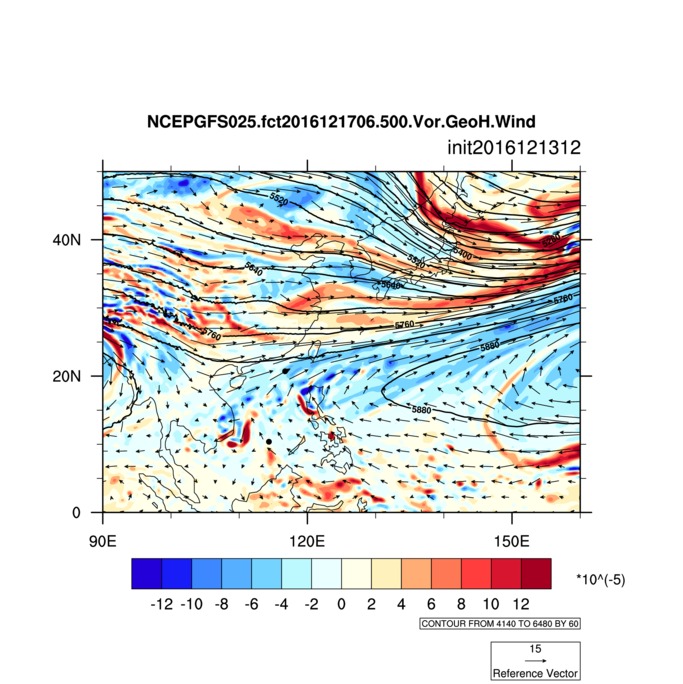 NCEPGFS025.fct2016121706.500.Vor.GeoH.Wind
init2016121312
5520
40N
5400
5280
5520
5640
5640
5760
5760
5760
5880
20N
5880
0
90E 120E 150E
-12 -10 -8 -6 -4 -2 0 2 4 6 8 10 12
*10^(-5)
CONTOUR FROM 4140 TO 6480 BY 60
15
Reference Vector